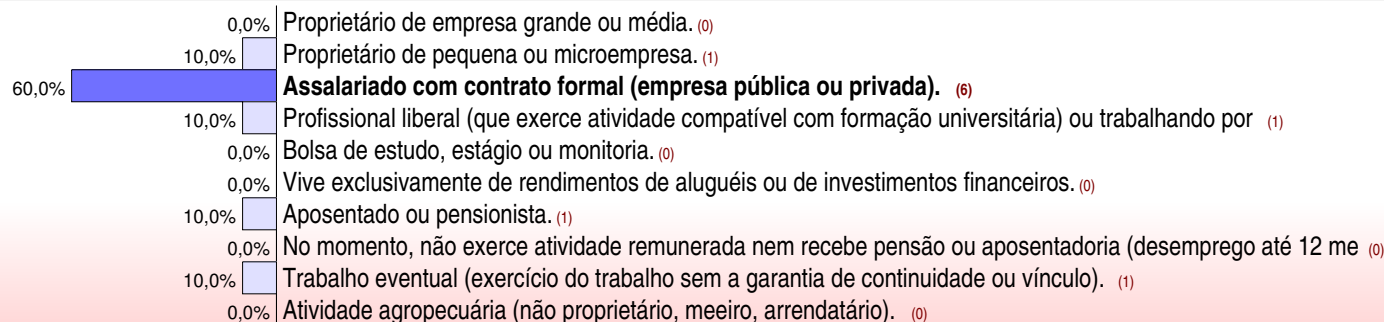 0,0% Proprietário de empresa grande ou média. (0)
10,0% Proprietário de pequena ou microempresa. (1)
60,0% Assalariado com contrato formal (empresa pública ou privada). (6)
10,0% Profissional liberal (que exerce atividade compatível com formação universitária) ou trabalhando por (1)
0,0% Bolsa de estudo, estágio ou monitoria. (0)
0,0% Vive exclusivamente de rendimentos de aluguéis ou de investimentos financeiros. (0)
10,0% Aposentado ou pensionista. (1)
0,0% No momento, não exerce atividade remunerada nem recebe pensão ou aposentadoria (desemprego até 12 me (0)
10,0% Trabalho eventual (exercício do trabalho sem a garantia de continuidade ou vínculo). (1)
0,0% Atividade agropecuária (não proprietário, meeiro, arrendatário). (0)